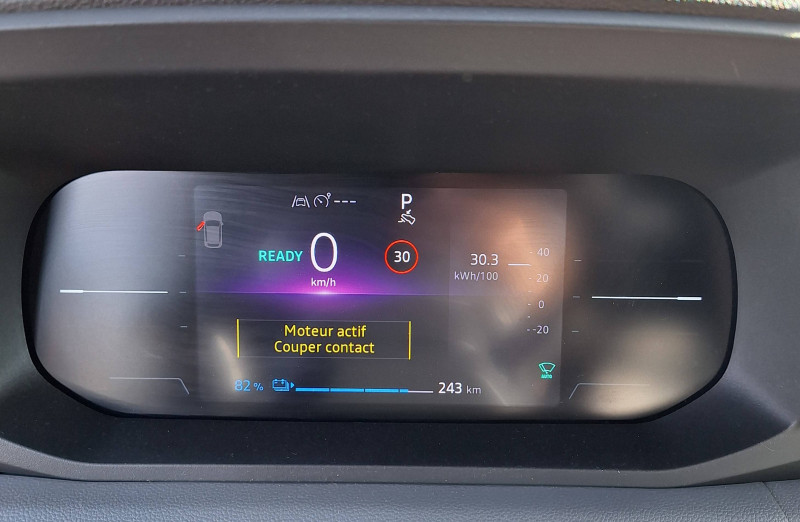 ---
P
READY
0
km/h
30
30.3
kWh/100
40
20
0
-20
Moteur actif
Couper contact
AUTO
82 %
243 km